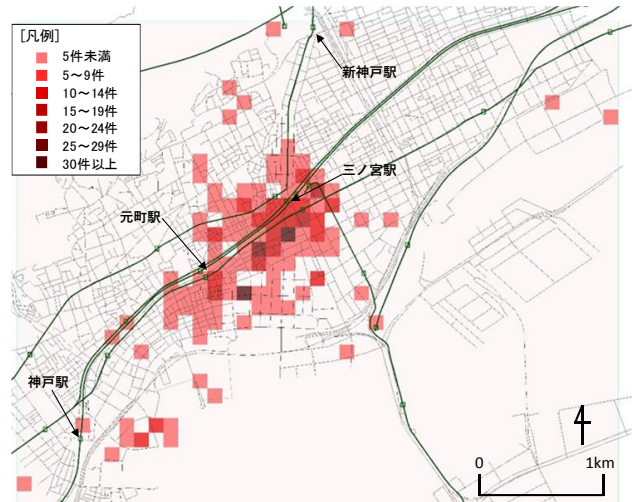 [凡例]
5件未満
5～9件
10～14件
15～19件
20～24件
25～29件
30件以上
新神戸駅
三ノ宮駅
元町駅
神戸駅
0 1km